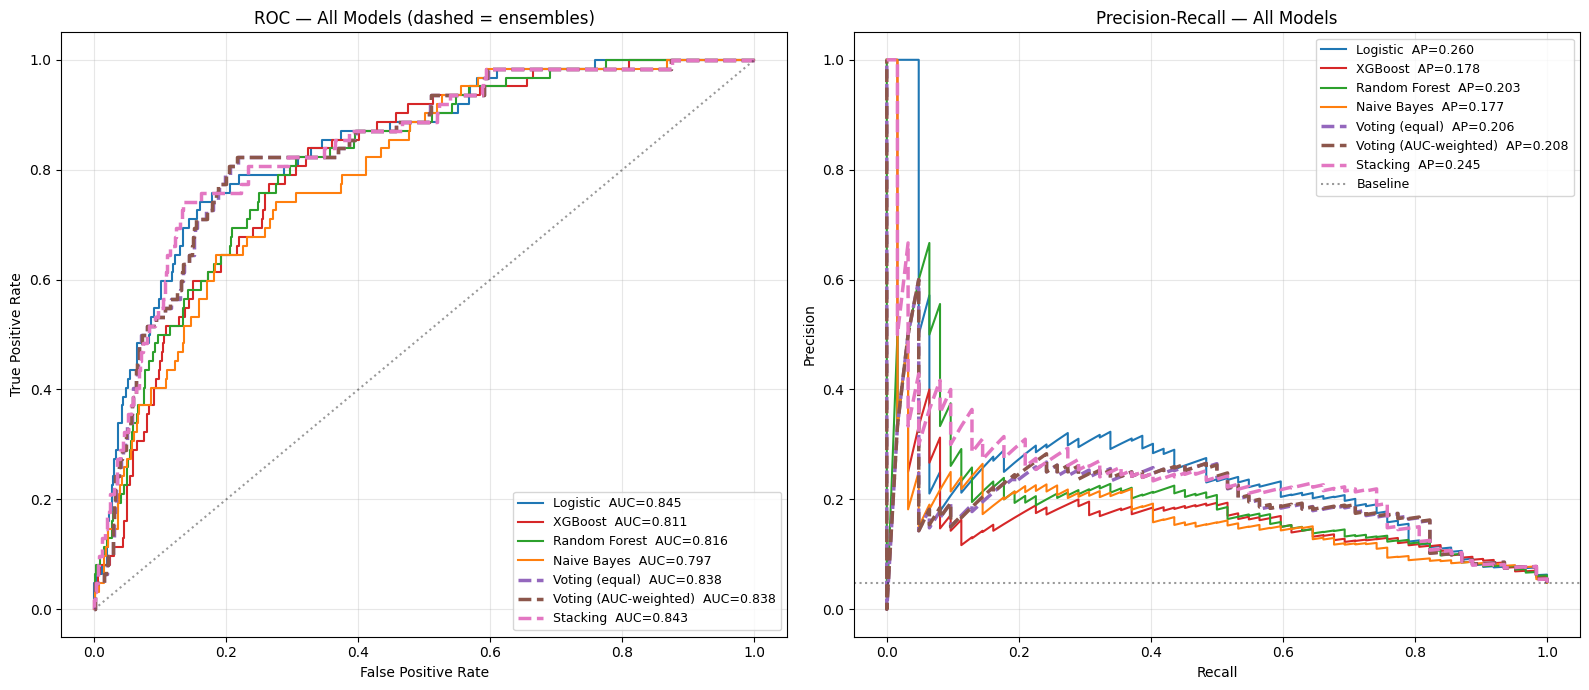 ROC — All Models (dashed = ensembles)
True Positive Rate
1.0
0.8
0.6
0.4
0.2
0.0
Logistic  AUC=0.845
XGBoost  AUC=0.811
Random Forest  AUC=0.816
Naive Bayes  AUC=0.797
Voting (equal)  AUC=0.838
Voting (AUC-weighted)  AUC=0.838
Stacking  AUC=0.843
0.0 0.2 0.4 0.6 0.8 1.0
False Positive Rate
Precision-Recall — All Models
Precision
1.0
0.8
0.6
0.4
0.2
0.0
Logistic  AP=0.260
XGBoost  AP=0.178
Random Forest  AP=0.203
Naive Bayes  AP=0.177
Voting (equal)  AP=0.206
Voting (AUC-weighted)  AP=0.208
Stacking  AP=0.245
Baseline
0.0 0.2 0.4 0.6 0.8 1.0
Recall